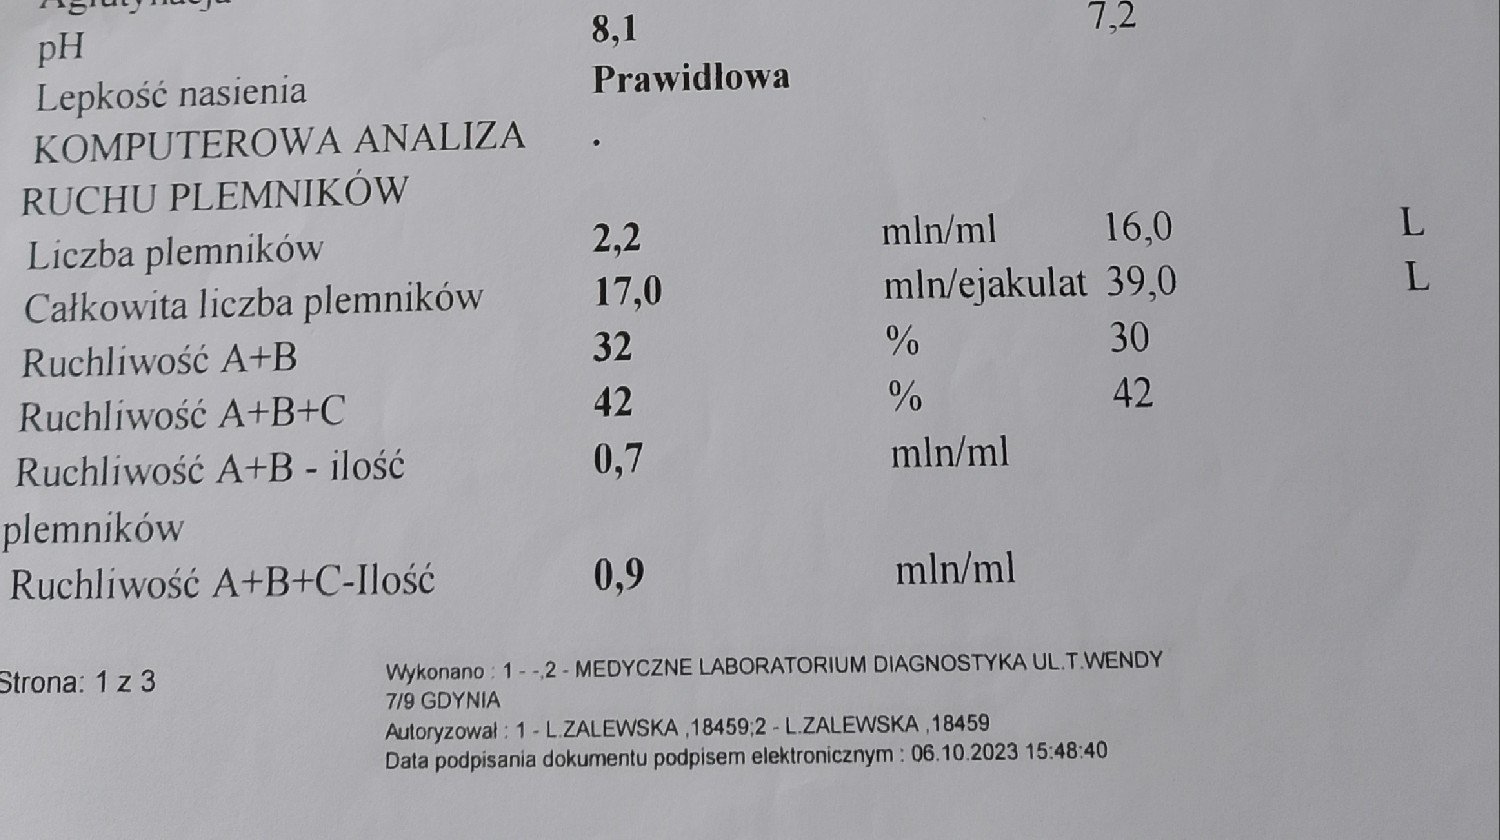 Aglutynacja
pH 8,1 7,2
Lepkość nasienia Prawidłowa
KOMPUTEROWA ANALIZA .
RUCHU PLEMNIKÓW
Liczba plemników 2,2 mln/ml 16,0 L
Całkowita liczba plemników 17,0 mln/ejakulat 39,0 L
Ruchliwość A+B 32 % 30
Ruchliwość A+B+C 42 % 42
Ruchliwość A+B - ilość 0,7 mln/ml
plemników
Ruchliwość A+B+C-Ilość 0,9 mln/ml
Strona: 1 z 3
Wykonano : 1 - -,2 - MEDYCZNE LABORATORIUM DIAGNOSTYKA UL.T.WENDY
7/9 GDYNIA
Autoryzował : 1 - L.ZALEWSKA ,18459;2 - L.ZALEWSKA ,18459
Data podpisania dokumentu podpisem elektronicznym : 06.10.2023 15:48:40